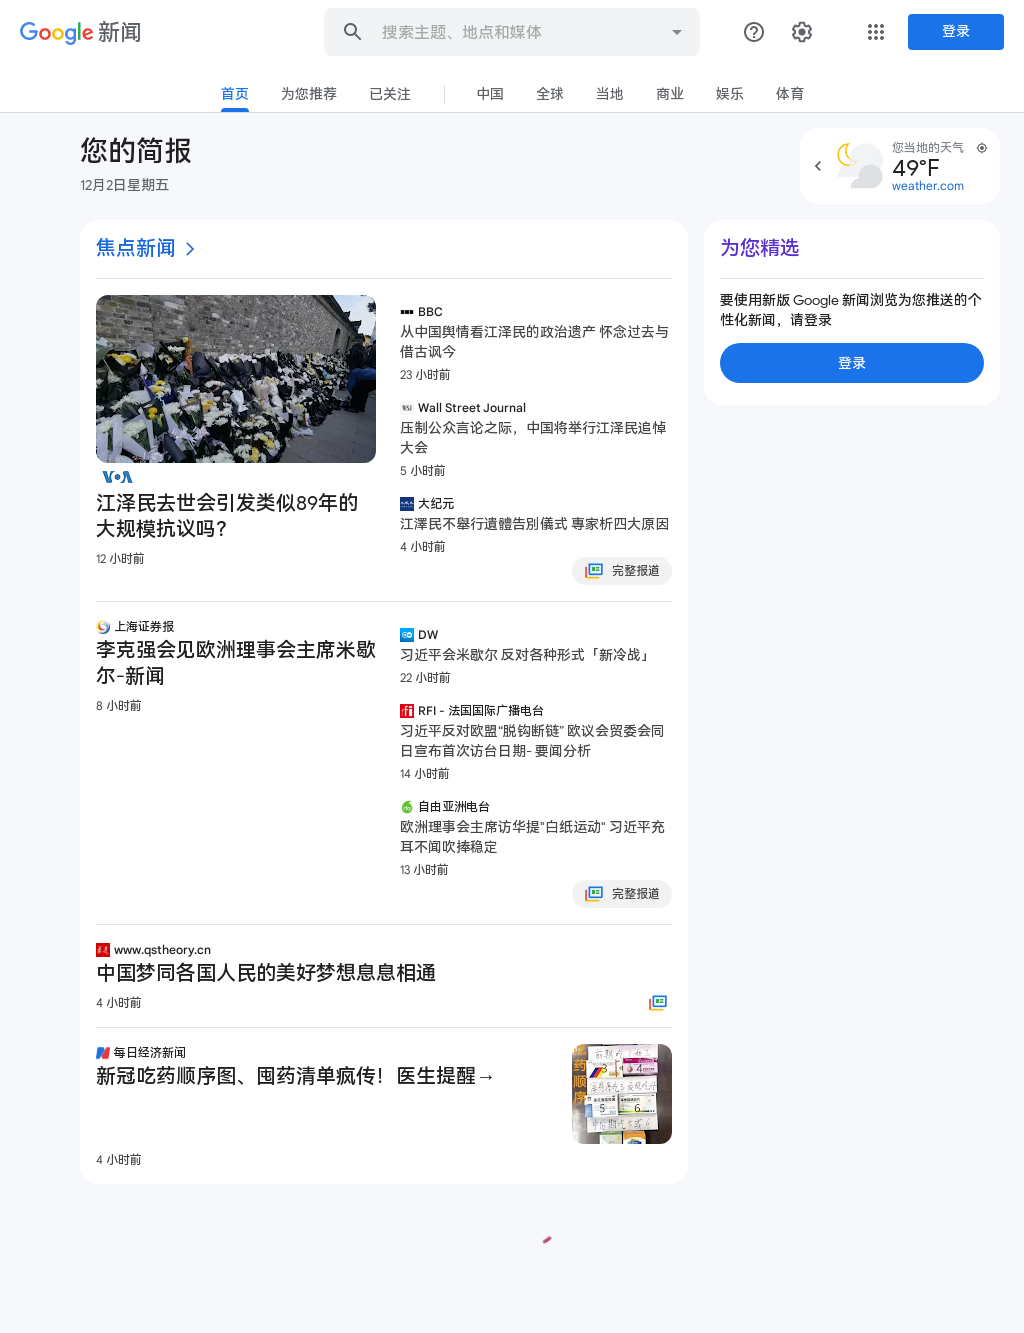 Google 新闻
搜索主题、地点和媒体
登录
首页
为您推荐
已关注
中国
全球
当地
商业
娱乐
体育
您的简报
12月2日星期五
您当地的天气
49°F
weather.com
焦点新闻
VOA
江泽民去世会引发类似89年的
大规模抗议吗？
12 小时前
BBC
从中国舆情看江泽民的政治遗产 怀念过去与
借古讽今
23 小时前
WSJ
Wall Street Journal
压制公众言论之际，中国将举行江泽民追悼
大会
5 小时前
大纪元
江澤民不舉行遺體告別儀式 專家析四大原因
4 小时前
完整报道
上海证券报
李克强会见欧洲理事会主席米歇
尔-新闻
8 小时前
DW
习近平会米歇尔 反对各种形式「新冷战」
22 小时前
RFI - 法国国际广播电台
习近平反对欧盟“脱钩断链” 欧议会贸委会同
日宣布首次访台日期- 要闻分析
14 小时前
自由亚洲电台
欧洲理事会主席访华提"白纸运动" 习近平充
耳不闻吹捧稳定
13 小时前
完整报道
www.qstheory.cn
中国梦同各国人民的美好梦想息息相通
4 小时前
每日经济新闻
新冠吃药顺序图、囤药清单疯传！医生提醒→
4 小时前
药顺序
3
4
5
6
为您精选
要使用新版 Google 新闻浏览为您推送的个
性化新闻，请登录
登录